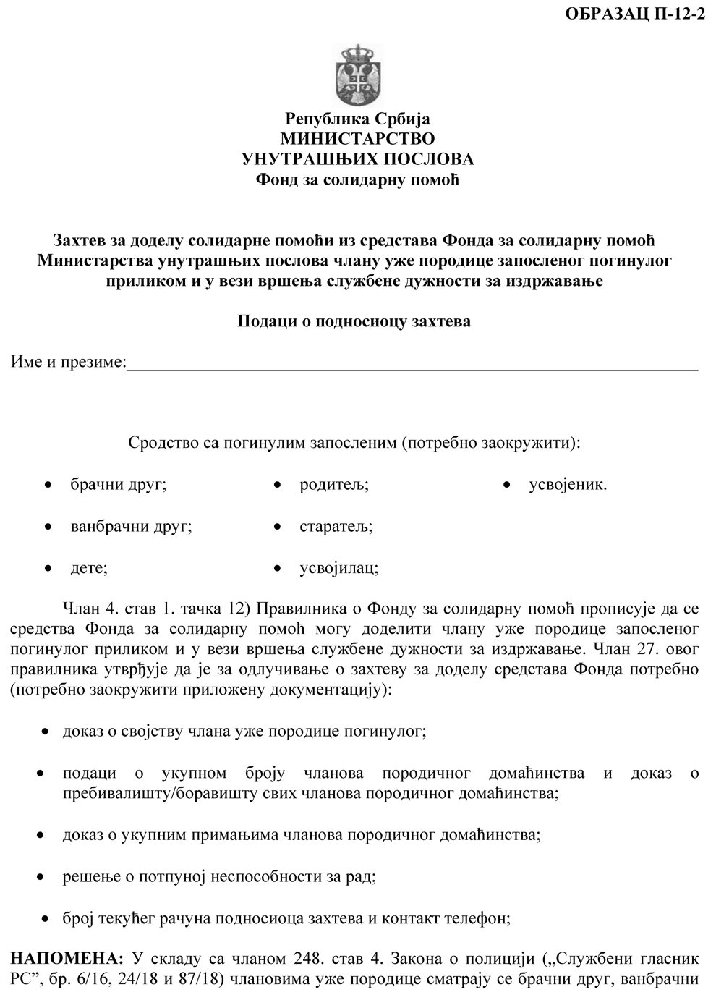 ОБРАЗАЦ П-12-2
Република Србија
МИНИСТАРСТВО
УНУТРАШЊИХ ПОСЛОВА
Фонд за солидарну помоћ
Захтев за доделу солидарне помоћи из средстава Фонда за солидарну помоћ
Министарства унутрашњих послова члану уже породице запосленог погинулог
приликом и у вези вршења службене дужности за издржавање
Подаци о подносиоцу захтева
Име и презиме:
Сродство са погинулим запосленим (потребно заокружити):
• брачни друг;
• ванбрачни друг;
• дете;
• родитељ;
• старатељ;
• усвојилац;
• усвојеник.
Члан 4. став 1. тачка 12) Правилника о Фонду за солидарну помоћ прописује да се
средства Фонда за солидарну помоћ могу доделити члану уже породице запосленог
погинулог приликом и у вези вршења службене дужности за издржавање. Члан 27. овог
правилника утврђује да је за одлучивање о захтеву за доделу средстава Фонда потребно
(потребно заокружити приложену документацију):
• доказ о својству члана уже породице погинулог;
• подаци о укупном броју чланова породичног домаћинства и доказ о
пребивалишту/боравишту свих чланова породичног домаћинства;
• доказ о укупним примањима чланова породичног домаћинства;
• решење о потпуној неспособности за рад;
• број текућег рачуна подносиоца захтева и контакт телефон;
НАПОМЕНА: У складу са чланом 248. став 4. Закона о полицији („Службени гласник
РС”, бр. 6/16, 24/18 и 87/18) члановима уже породице сматрају се брачни друг, ванбрачни